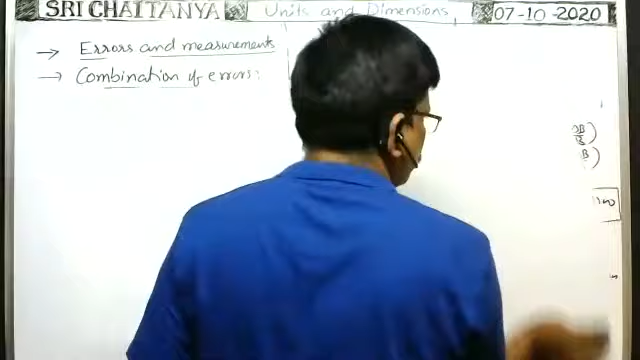 SRI CHAITANYA Units and Dimensions 07-10-2020
→ Errors and measurements
→ Combination of errors: